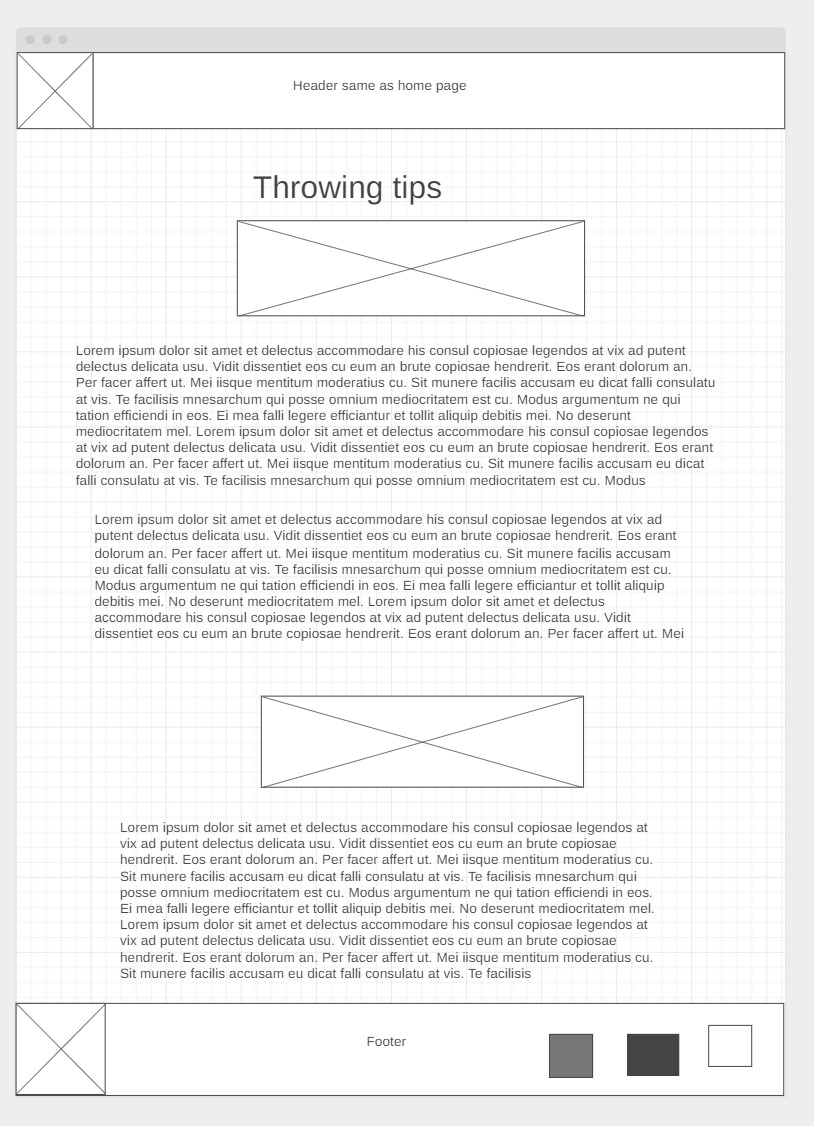 Header same as home page
Throwing tips
Lorem ipsum dolor sit amet et delectus accommodare his consul copiosae legendos at vix ad putent
delectus delicata usu. Vidit dissentiet eos cu eum an brute copiosae hendrerit. Eos erant dolorum an.
Per facer affert ut. Mei iisque mentitum moderatius cu. Sit munere facilis accusam eu dicat falli consulatu
at vis. Te facilisis mnesarchum qui posse omnium mediocritatem est cu. Modus argumentum ne qui
tation efficiendi in eos. Ei mea falli legere efficiantur et tollit aliquip debitis mei. No deserunt
mediocritatem mel. Lorem ipsum dolor sit amet et delectus accommodare his consul copiosae legendos
at vix ad putent delectus delicata usu. Vidit dissentiet eos cu eum an brute copiosae hendrerit. Eos erant
dolorum an. Per facer affert ut. Mei iisque mentitum moderatius cu. Sit munere facilis accusam eu dicat
falli consulatu at vis. Te facilisis mnesarchum qui posse omnium mediocritatem est cu. Modus
Lorem ipsum dolor sit amet et delectus accommodare his consul copiosae legendos at vix ad
putent delectus delicata usu. Vidit dissentiet eos cu eum an brute copiosae hendrerit. Eos erant
dolorum an. Per facer affert ut. Mei iisque mentitum moderatius cu. Sit munere facilis accusam
eu dicat falli consulatu at vis. Te facilisis mnesarchum qui posse omnium mediocritatem est cu.
Modus argumentum ne qui tation efficiendi in eos. Ei mea falli legere efficiantur et tollit aliquip
debitis mei. No deserunt mediocritatem mel. Lorem ipsum dolor sit amet et delectus
accommodare his consul copiosae legendos at vix ad putent delectus delicata usu. Vidit
dissentiet eos cu eum an brute copiosae hendrerit. Eos erant dolorum an. Per facer affert ut. Mei
Lorem ipsum dolor sit amet et delectus accommodare his consul copiosae legendos at
vix ad putent delectus delicata usu. Vidit dissentiet eos cu eum an brute copiosae
hendrerit. Eos erant dolorum an. Per facer affert ut. Mei iisque mentitum moderatius cu.
Sit munere facilis accusam eu dicat falli consulatu at vis. Te facilisis mnesarchum qui
posse omnium mediocritatem est cu. Modus argumentum ne qui tation efficiendi in eos.
Ei mea falli legere efficiantur et tollit aliquip debitis mei. No deserunt mediocritatem mel.
Lorem ipsum dolor sit amet et delectus accommodare his consul copiosae legendos at
vix ad putent delectus delicata usu. Vidit dissentiet eos cu eum an brute copiosae
hendrerit. Eos erant dolorum an. Per facer affert ut. Mei iisque mentitum moderatius cu.
Sit munere facilis accusam eu dicat falli consulatu at vis. Te facilisis
Footer